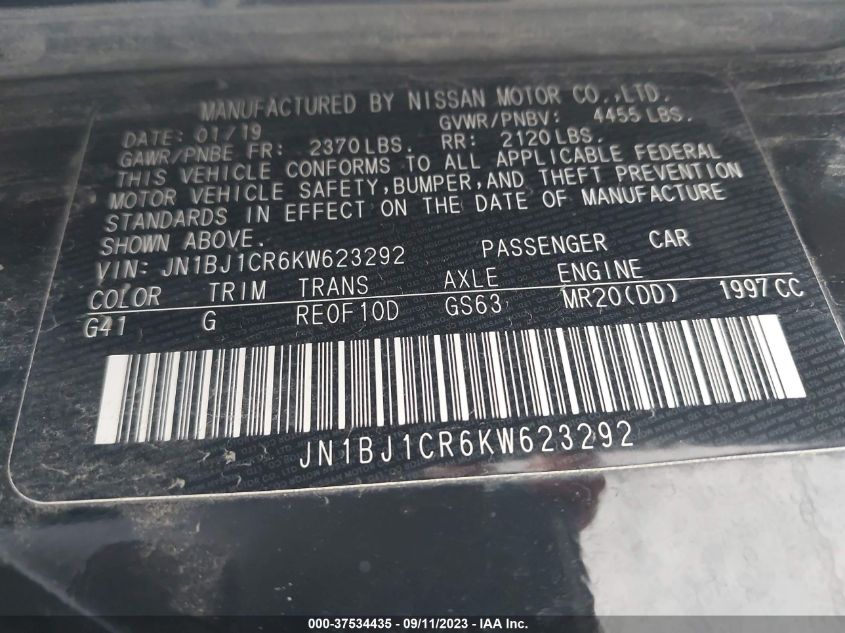 MANUFACTURED BY NISSAN MOTOR CO.,LTD.
DATE: 01/19 GVWR/PNBV: 4455 LBS.
GAWR/PNBE FR: 2370LBS. RR: 2120LBS.
THIS VEHICLE CONFORMS TO ALL APPLICABLE FEDERAL
MOTOR VEHICLE SAFETY,BUMPER,AND THEFT PREVENTION
STANDARDS IN EFFECT ON THE DATE OF MANUFACTURE
SHOWN ABOVE.
VIN: JN1BJ1CR6KW623292 PASSENGER CAR
COLOR TRIM TRANS AXLE ENGINE
G41 G RE0F10D GS63 MR20(DD) 1997CC
JN1BJ1CR6KW623292
000-37534435 - 09/11/2023 - IAA Inc.